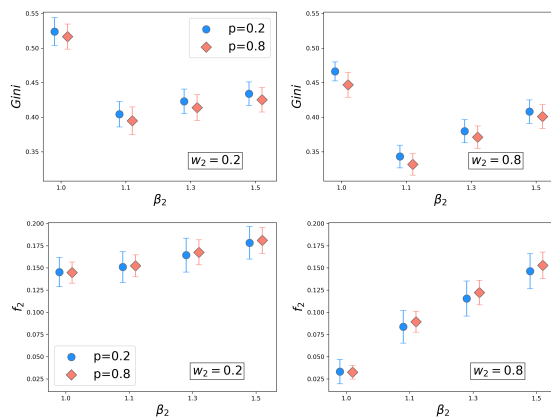 0.55
0.50
0.45
0.40
0.35
Gini
p=0.2
p=0.8
w₂ = 0.2
1.0 1.1 1.3 1.5
β₂
0.55
0.50
0.45
0.40
0.35
Gini
w₂ = 0.8
1.0 1.1 1.3 1.5
β₂
0.200
0.175
0.150
0.125
0.100
0.075
0.050
0.025
f₂
p=0.2
p=0.8
w₂ = 0.2
1.0 1.1 1.3 1.5
β₂
0.200
0.175
0.150
0.125
0.100
0.075
0.050
0.025
f₂
w₂ = 0.8
1.0 1.1 1.3 1.5
β₂